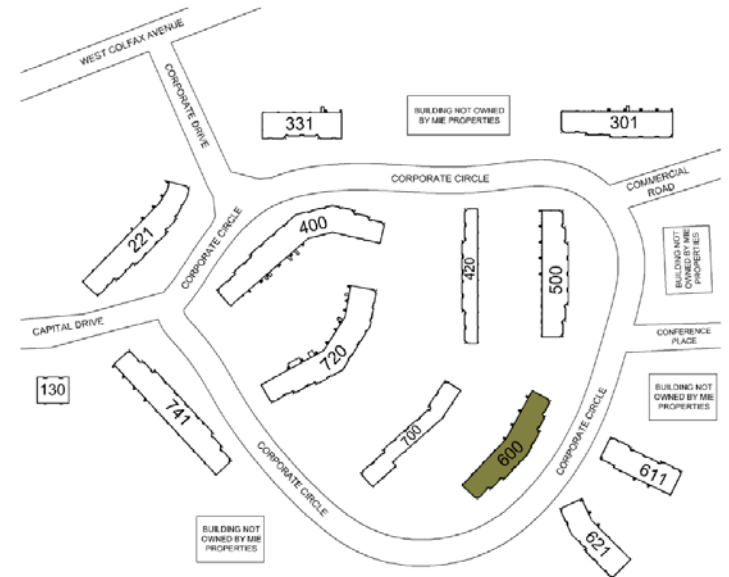 WEST COLFAX AVENUE
CORPORATE DRIVE
331
BUILDING NOT OWNED
BY MIE PROPERTIES
301
CORPORATE CIRCLE
COMMERCIAL
ROAD
221
CORPORATE CIRCLE
400
420
500
BUILDING NOT
OWNED BY MIE
PROPERTIES
CAPITAL DRIVE
720
CONFERENCE
PLACE
130
741
700
600
CORPORATE CIRCLE
BUILDING NOT
OWNED BY MIE
PROPERTIES
CORPORATE CIRCLE
611
BUILDING NOT
OWNED BY MIE
PROPERTIES
621